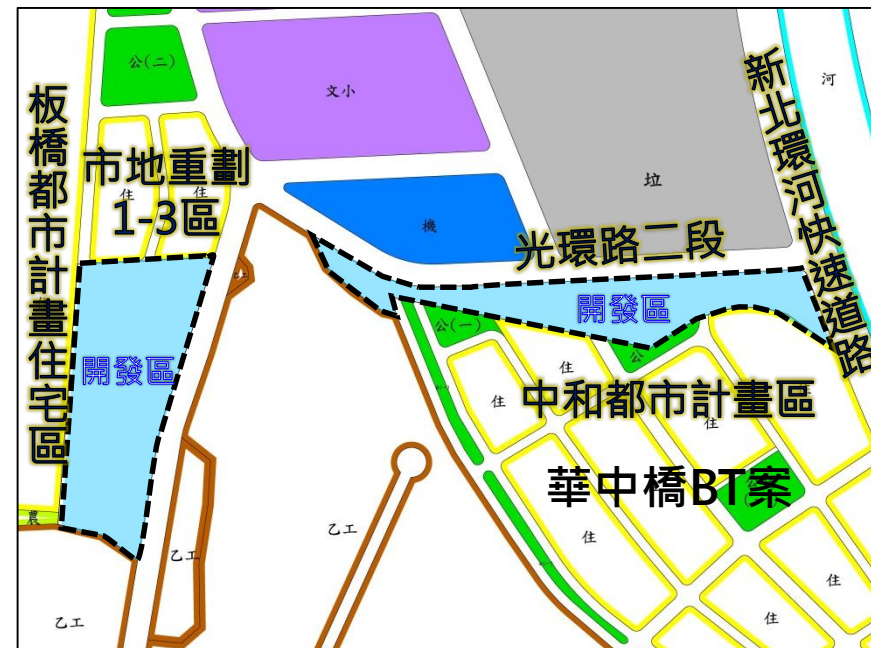 公(二)
文小
河
垃
新北環河快速道路
板橋都市計畫住宅區
市地重劃
1-3區
住
住
機
光環路二段
乙工
開發區
開發區
公(一)
公
住
住
住
中和都市計畫區
華中橋BT案
農
乙工
乙工
乙工
住
住
住